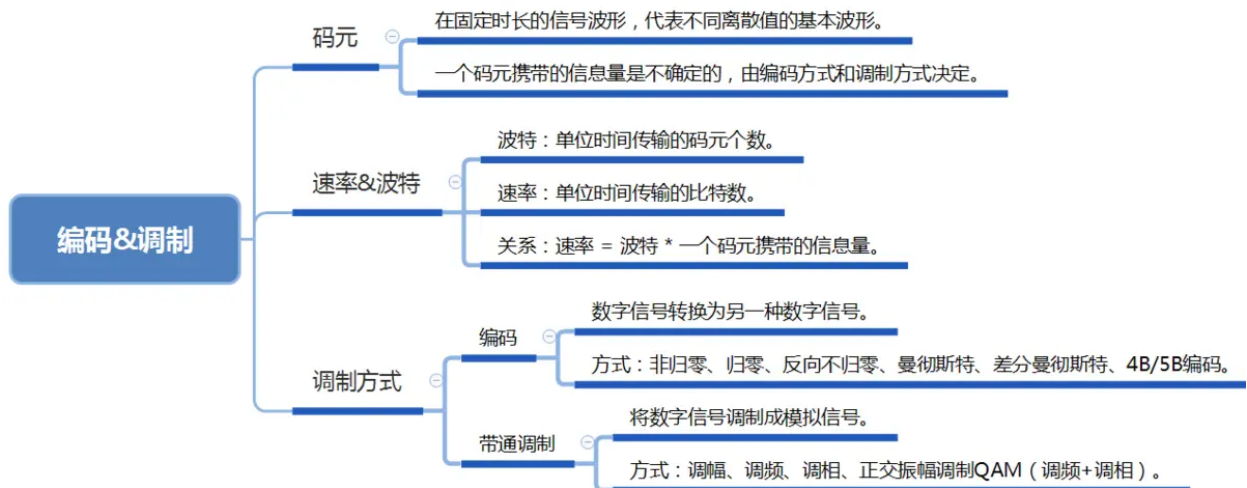 编码&调制
码元
在固定时长的信号波形，代表不同离散值的基本波形。
一个码元携带的信息量是不确定的，由编码方式和调制方式决定。
速率&波特
波特：单位时间传输的码元个数。
速率：单位时间传输的比特数。
关系：速率 = 波特 * 一个码元携带的信息量。
调制方式
编码
数字信号转换为另一种数字信号。
方式：非归零、归零、反向不归零、曼彻斯特、差分曼彻斯特、4B/5B编码。
带通调制
将数字信号调制成模拟信号。
方式：调幅、调频、调相、正交振幅调制QAM（调频+调相）。